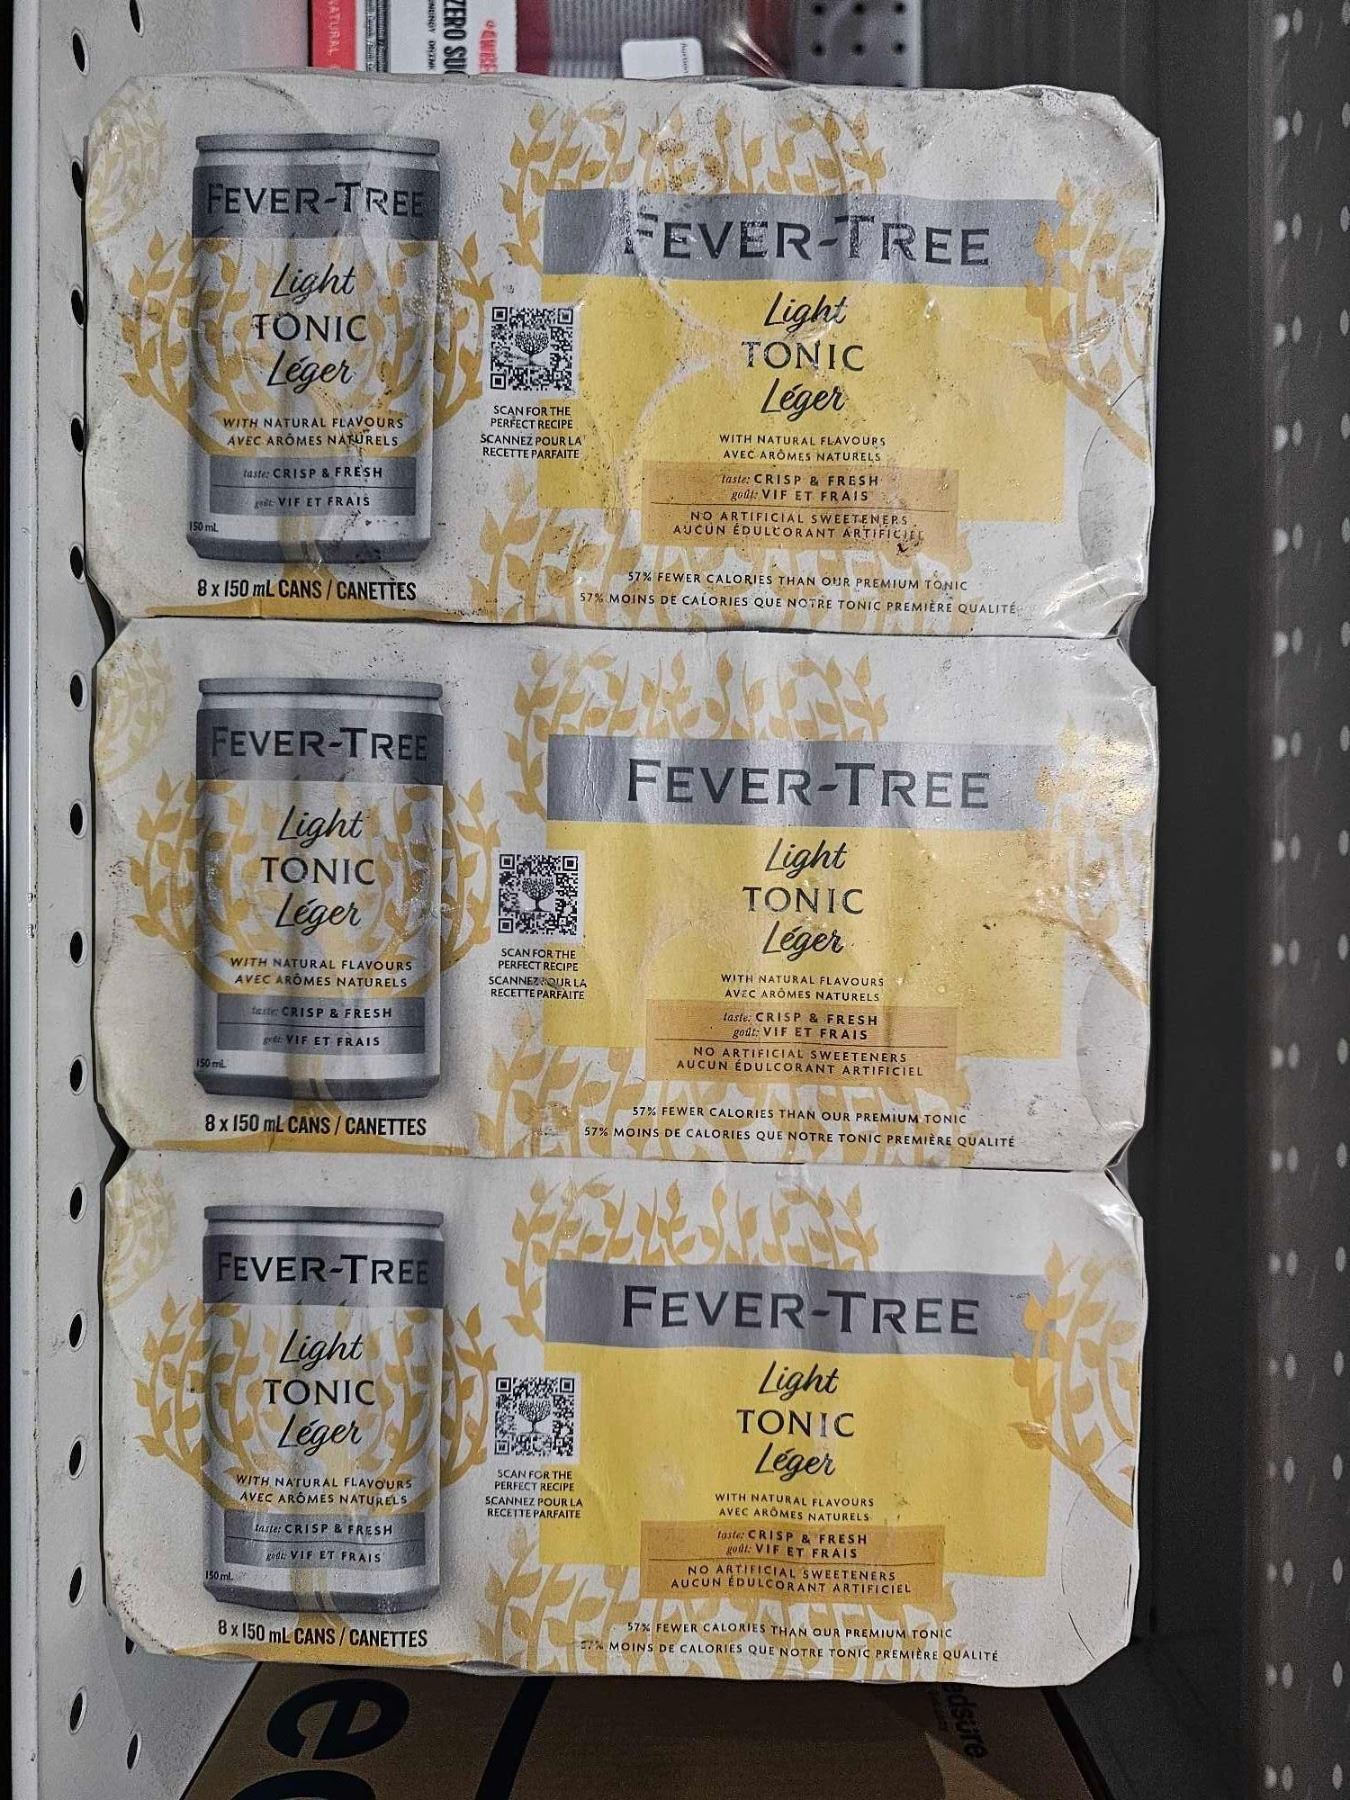 NATURAL
ZERO SUC
FEVER-TREE
Light
TONIC
Léger
WITH NATURAL FLAVOURS
AVEC ARÔMES NATURELS
taste: CRISP & FRESH
goût: VIF ET FRAIS
150 mL
8 x 150 mL CANS / CANETTES
SCAN FOR THE
PERFECT RECIPE
SCANNEZ POUR LA
RECETTE PARFAITE
FEVER-TREE
Light
TONIC
Léger
WITH NATURAL FLAVOURS
AVEC ARÔMES NATURELS
taste: CRISP & FRESH
goût: VIF ET FRAIS
NO ARTIFICIAL SWEETENERS
AUCUN ÉDULCORANT ARTIFICIEL
57% FEWER CALORIES THAN OUR PREMIUM TONIC
57% MOINS DE CALORIES QUE NOTRE TONIC PREMIÈRE QUALITÉ
FEVER-TREE
Light
TONIC
Léger
WITH NATURAL FLAVOURS
AVEC ARÔMES NATURELS
taste: CRISP & FRESH
goût: VIF ET FRAIS
150 mL
8 x 150 mL CANS / CANETTES
SCAN FOR THE
PERFECT RECIPE
SCANNEZ POUR LA
RECETTE PARFAITE
FEVER-TREE
Light
TONIC
Léger
WITH NATURAL FLAVOURS
AVEC ARÔMES NATURELS
taste: CRISP & FRESH
goût: VIF ET FRAIS
NO ARTIFICIAL SWEETENERS
AUCUN ÉDULCORANT ARTIFICIEL
57% FEWER CALORIES THAN OUR PREMIUM TONIC
57% MOINS DE CALORIES QUE NOTRE TONIC PREMIÈRE QUALITÉ
FEVER-TREE
Light
TONIC
Léger
WITH NATURAL FLAVOURS
AVEC ARÔMES NATURELS
taste: CRISP & FRESH
goût: VIF ET FRAIS
150 mL
8 x 150 mL CANS / CANETTES
SCAN FOR THE
PERFECT RECIPE
SCANNEZ POUR LA
RECETTE PARFAITE
FEVER-TREE
Light
TONIC
Léger
WITH NATURAL FLAVOURS
AVEC ARÔMES NATURELS
taste: CRISP & FRESH
goût: VIF ET FRAIS
NO ARTIFICIAL SWEETENERS
AUCUN ÉDULCORANT ARTIFICIEL
57% FEWER CALORIES THAN OUR PREMIUM TONIC
57% MOINS DE CALORIES QUE NOTRE TONIC PREMIÈRE QUALITÉ